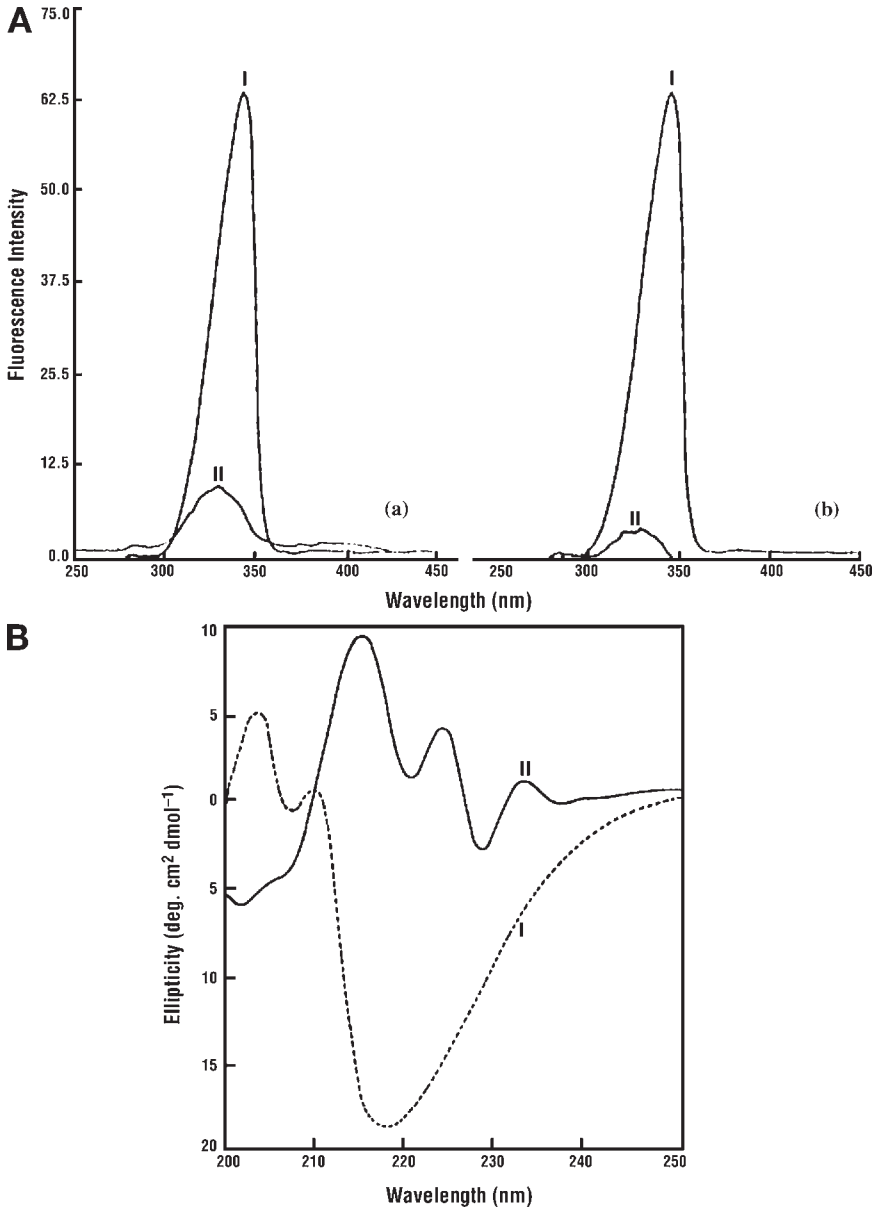 A
75.0
62.5
50.0
37.5
25.5
12.5
0.0
Fluorescence Intensity
I
II
(a)
250 300 350 400 450
I
II
(b)
250 300 350 400 450
Wavelength (nm)
B
10
5
0
5
10
15
20
Ellipticity (deg. cm² dmol⁻¹)
II
I
200 210 220 230 240 250
Wavelength (nm)